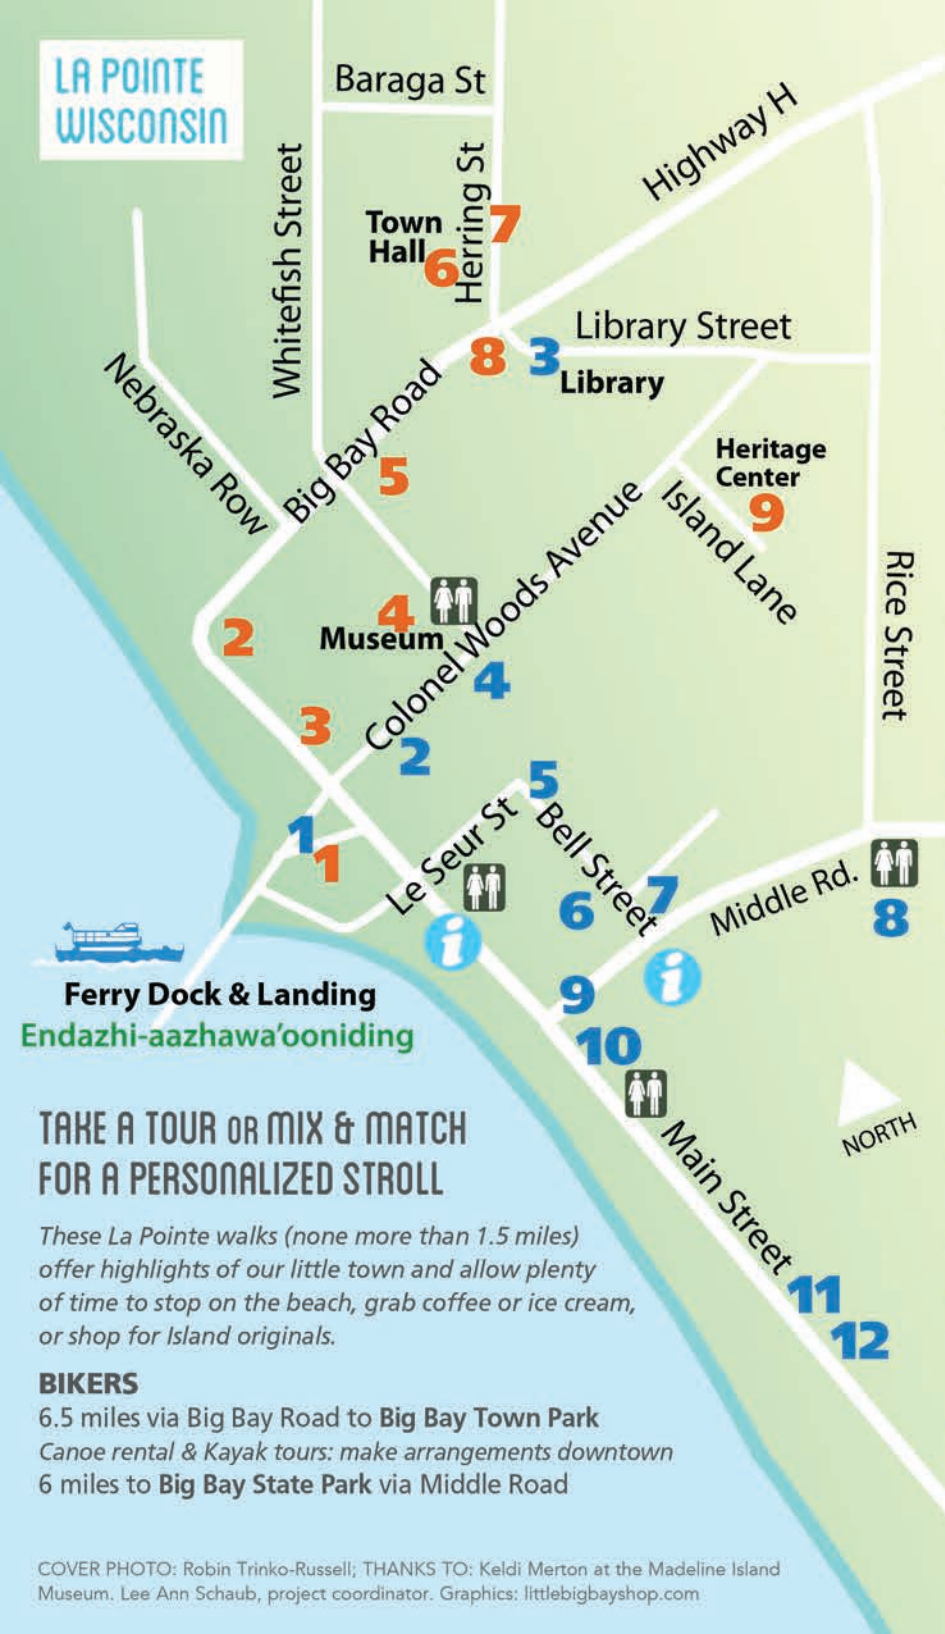 LA POINTE
WISCONSIN
Baraga St
Highway H
Whitefish Street
Herring St
Town
Hall
7
6
Library Street
8
3
Library
Nebraska Row
Big Bay Road
5
Heritage
Center
9
Island Lane
Rice Street
Colonel Woods Avenue
4
Museum
2
4
3
2
5
1
1
Le Seur St
Bell Street
6
7
Middle Rd.
8
i
i
Ferry Dock & Landing
Endazhi-aazhawa'ooniding
9
10
NORTH
Main Street
11
12
TAKE A TOUR OR MIX & MATCH
FOR A PERSONALIZED STROLL
These La Pointe walks (none more than 1.5 miles)
offer highlights of our little town and allow plenty
of time to stop on the beach, grab coffee or ice cream,
or shop for Island originals.
BIKERS
6.5 miles via Big Bay Road to Big Bay Town Park
Canoe rental & Kayak tours: make arrangements downtown
6 miles to Big Bay State Park via Middle Road
COVER PHOTO: Robin Trinko-Russell; THANKS TO: Keldi Merton at the Madeline Island
Museum. Lee Ann Schaub, project coordinator. Graphics: littlebigbayshop.com